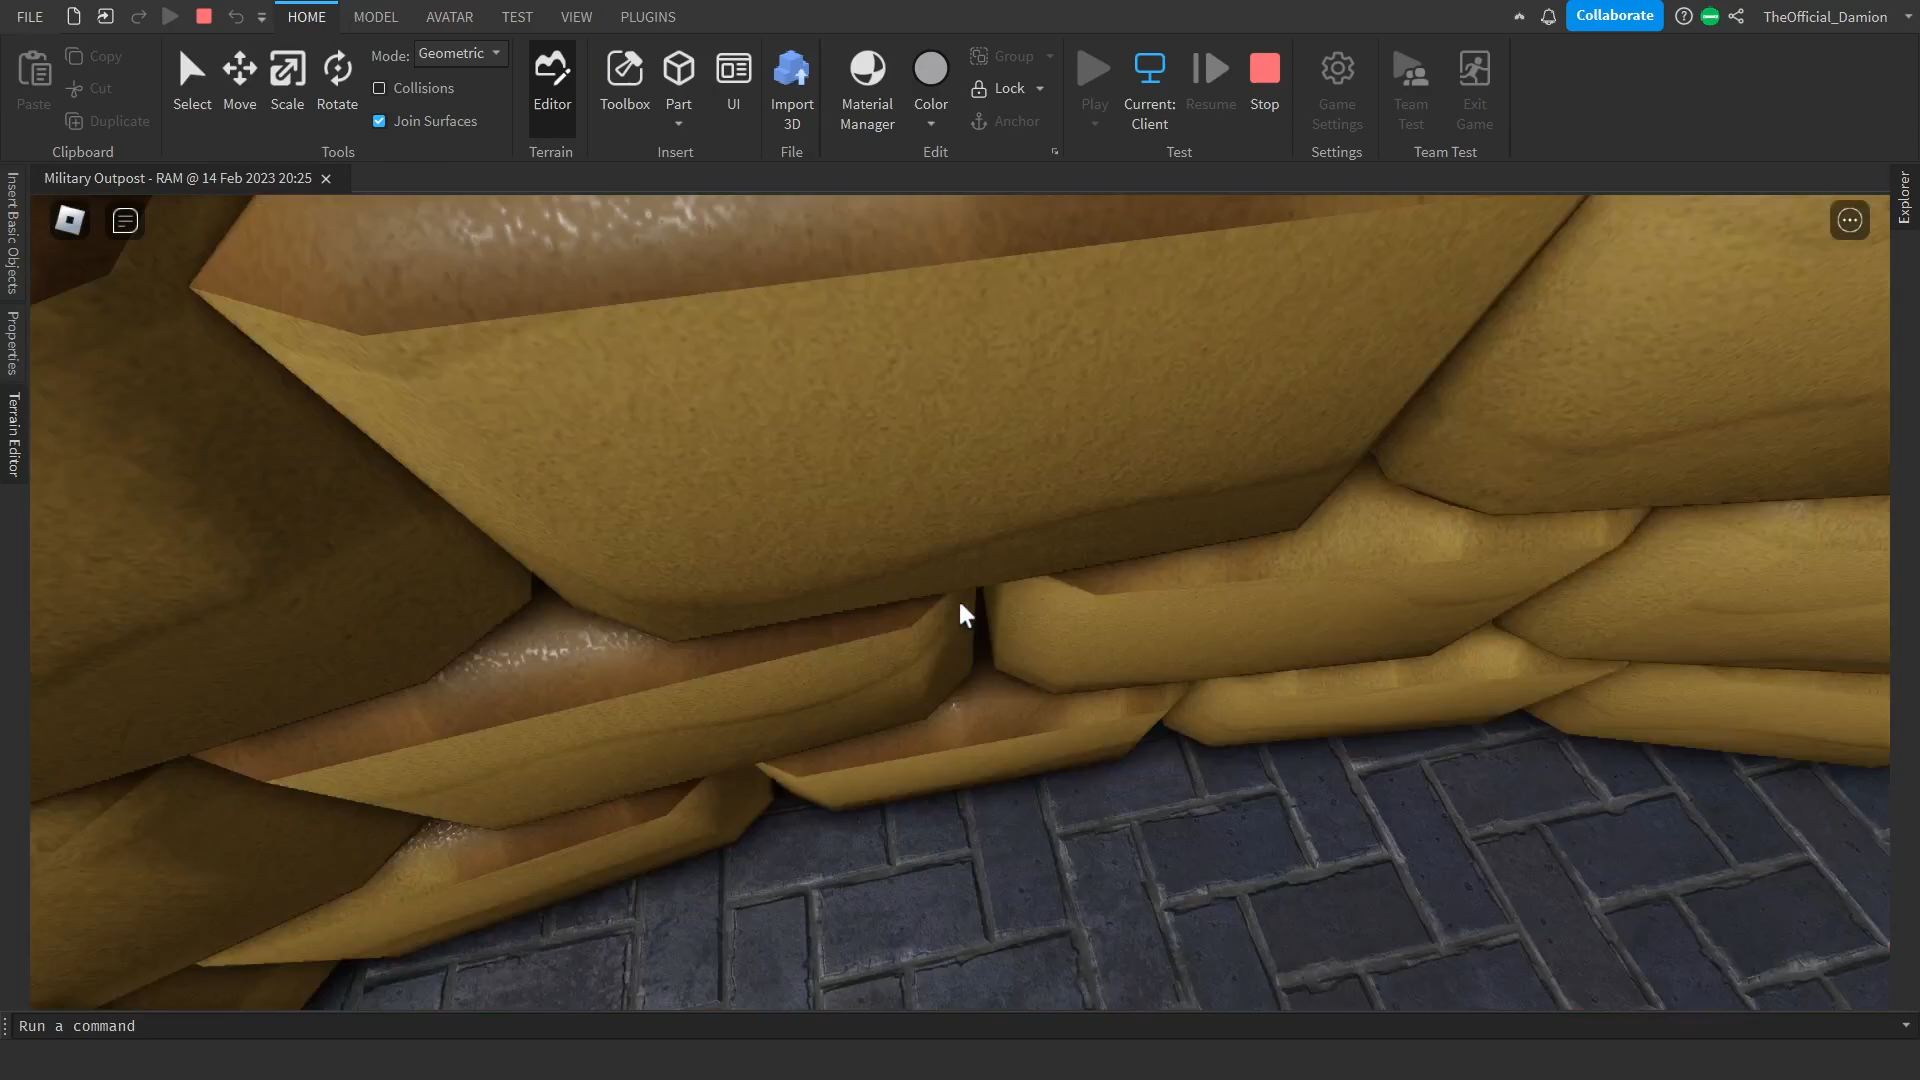 FILE HOME MODEL AVATAR TEST VIEW PLUGINS Collaborate TheOfficial_Damion
Paste Copy Cut Duplicate
Clipboard
Select Move Scale Rotate
Mode: Geometric
Collisions
Join Surfaces
Tools
Editor
Terrain
Toolbox Part UI
Insert
Import 3D
File
Material Manager Color
Group
Lock
Anchor
Edit
Play Current: Client Resume Stop
Test
Game Settings
Settings
Team Test Exit Game
Team Test
Military Outpost - RAM @ 14 Feb 2023 20:25
Insert Basic Objects
Properties
Terrain Editor
Explorer
Run a command